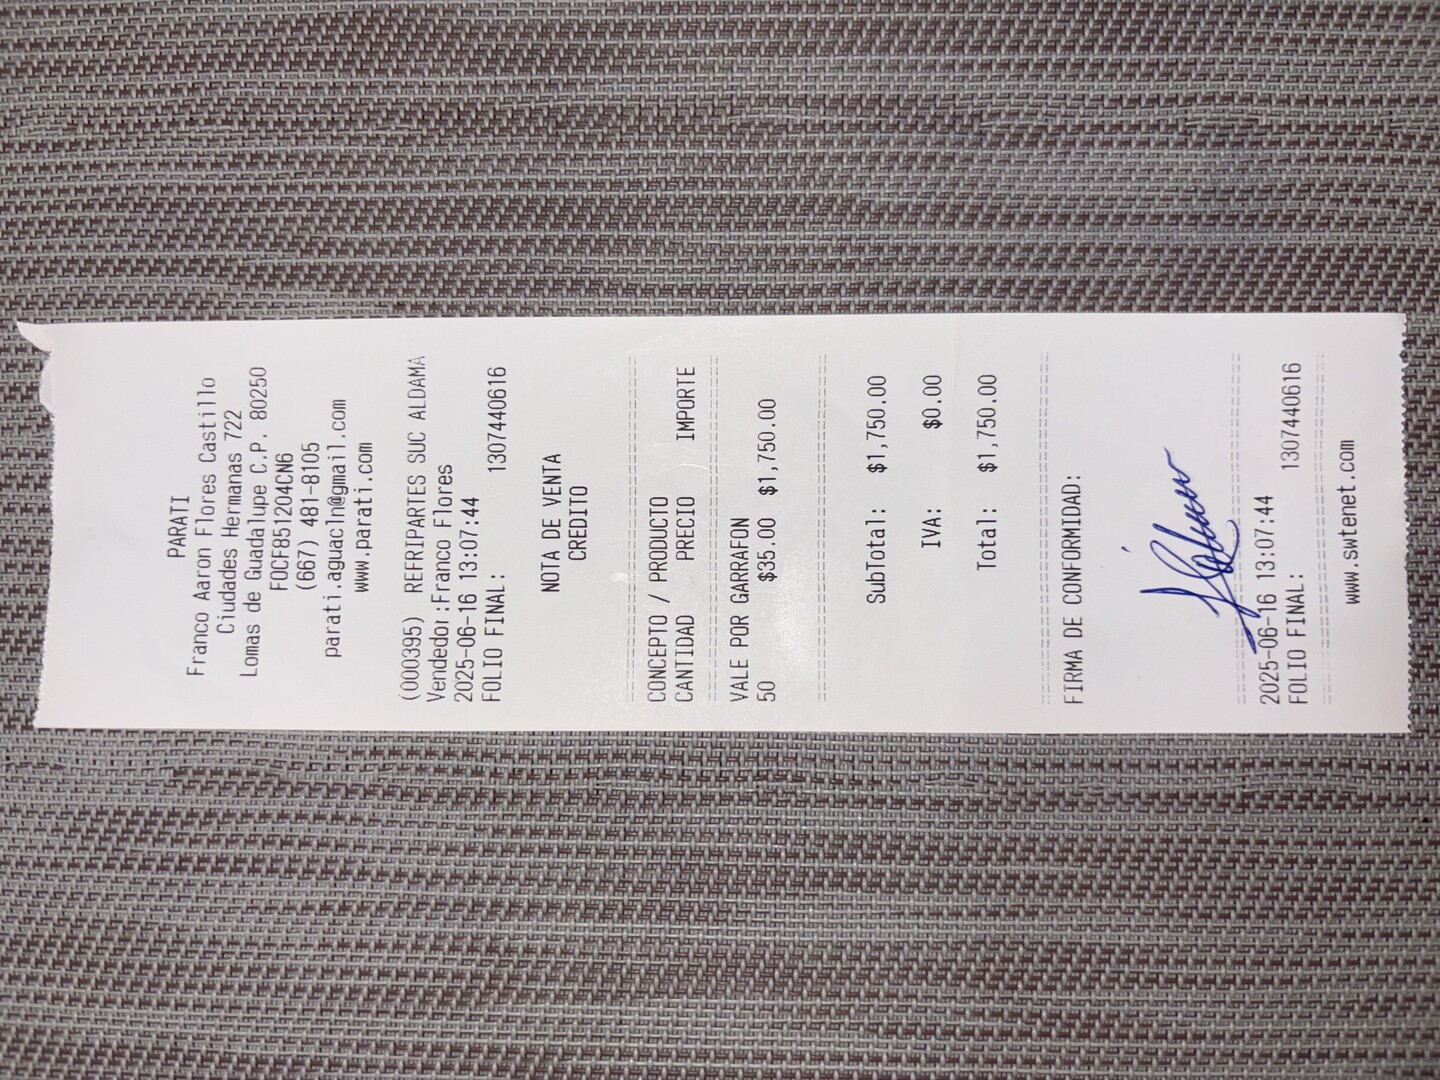 PARATI
Franco Aaron Flores Castillo
Ciudades Hermanas 722
Lomas de Guadalupe C.P. 80250
FOCF851204CN6
(667) 481-8105
parati.aguacln@gmail.com
www.parati.com
(000395) REFRIPARTES SUC ALDAMA
Vendedor:Franco Flores
2025-06-16 13:07:44
FOLIO FINAL: 1307440616
NOTA DE VENTA
CREDITO
CONCEPTO / PRODUCTO
CANTIDAD PRECIO IMPORTE
VALE POR GARRAFON
50 $35.00 $1,750.00
SubTotal: $1,750.00
IVA: $0.00
Total: $1,750.00
FIRMA DE CONFORMIDAD:
2025-06-16 13:07:44
FOLIO FINAL: 1307440616
www.swtenet.com